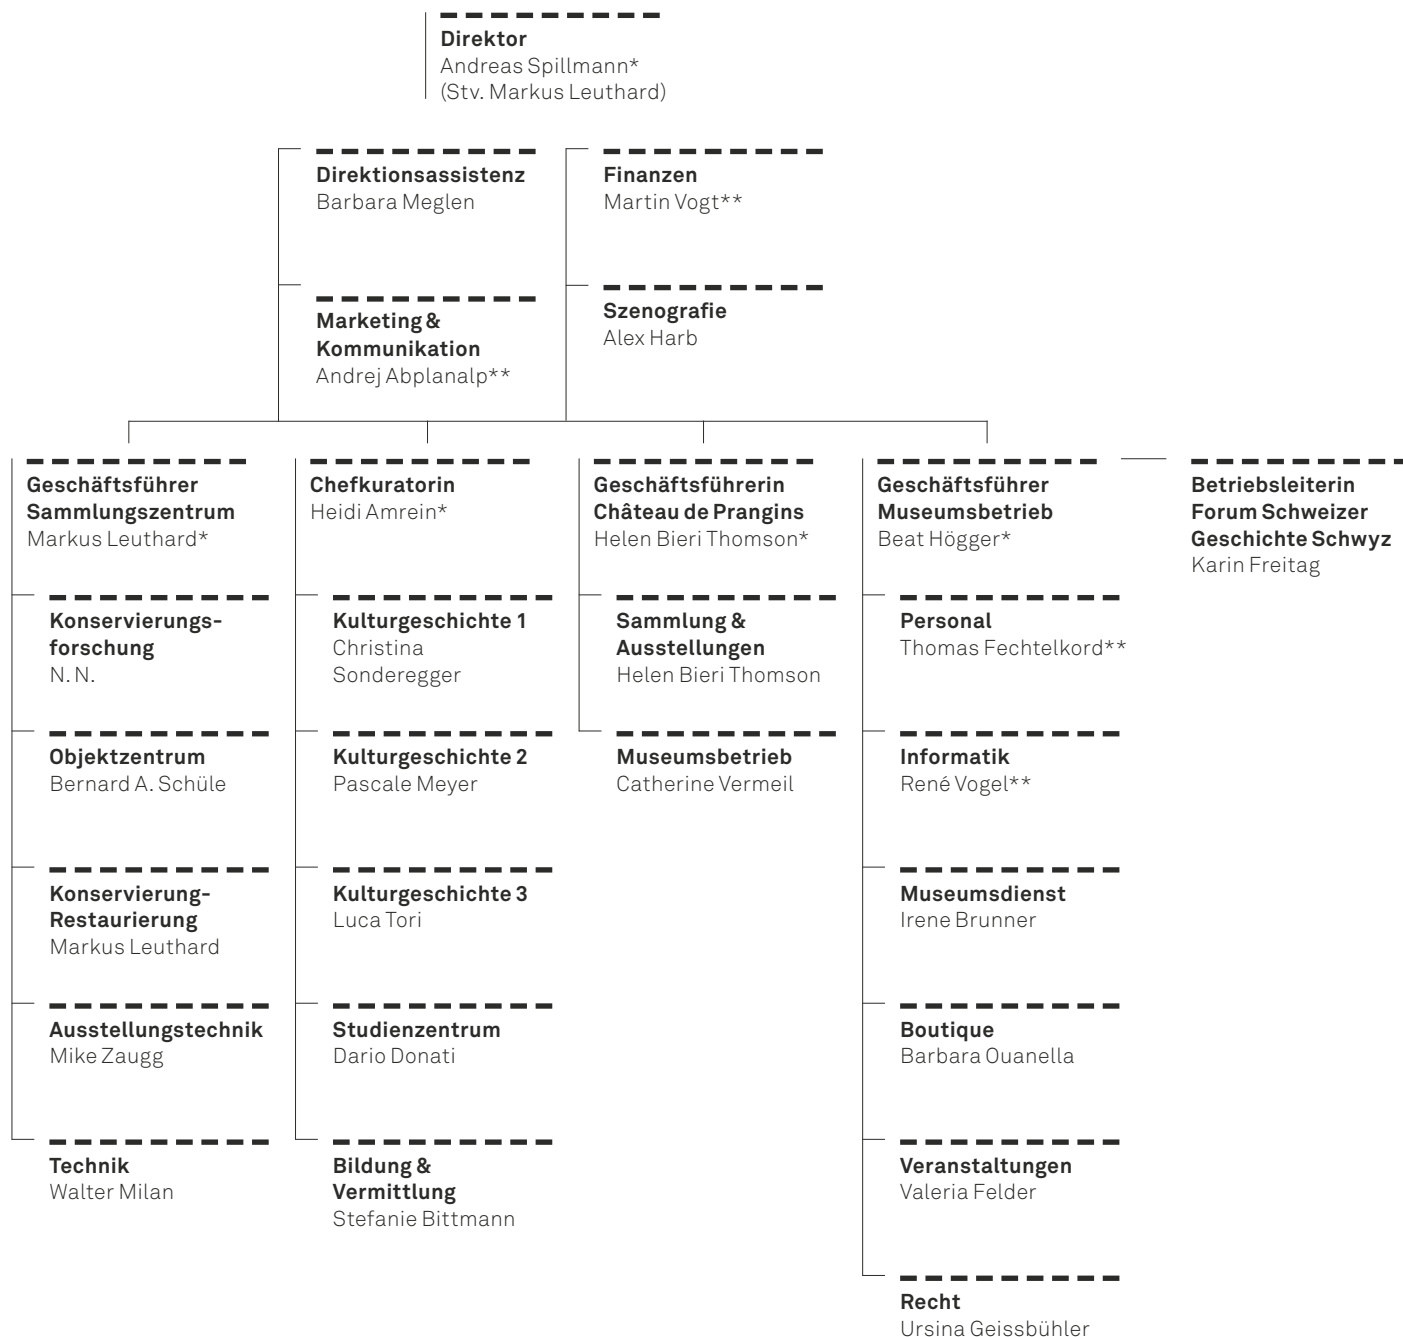 Direktor
Andreas Spillmann*
(Stv. Markus Leuthard)
Direktionsassistenz
Barbara Meglen
Finanzen
Martin Vogt**
Marketing &
Kommunikation
Andrej Abplanalp**
Szenografie
Alex Harb
Geschäftsführer
Sammlungszentrum
Markus Leuthard*
Konservierungs-
forschung
N. N.
Objektzentrum
Bernard A. Schüle
Konservierung-
Restaurierung
Markus Leuthard
Ausstellungstechnik
Mike Zaugg
Technik
Walter Milan
Chefkuratorin
Heidi Amrein*
Kulturgeschichte 1
Christina
Sonderegger
Kulturgeschichte 2
Pascale Meyer
Kulturgeschichte 3
Luca Tori
Studienzentrum
Dario Donati
Bildung &
Vermittlung
Stefanie Bittmann
Geschäftsführerin
Château de Prangins
Helen Bieri Thomson*
Sammlung &
Ausstellungen
Helen Bieri Thomson
Museumsbetrieb
Catherine Vermeil
Geschäftsführer
Museumsbetrieb
Beat Högger*
Personal
Thomas Fechtelkord**
Informatik
René Vogel**
Museumsdienst
Irene Brunner
Boutique
Barbara Ouanella
Veranstaltungen
Valeria Felder
Recht
Ursina Geissbühler
Betriebsleiterin
Forum Schweizer
Geschichte Schwyz
Karin Freitag